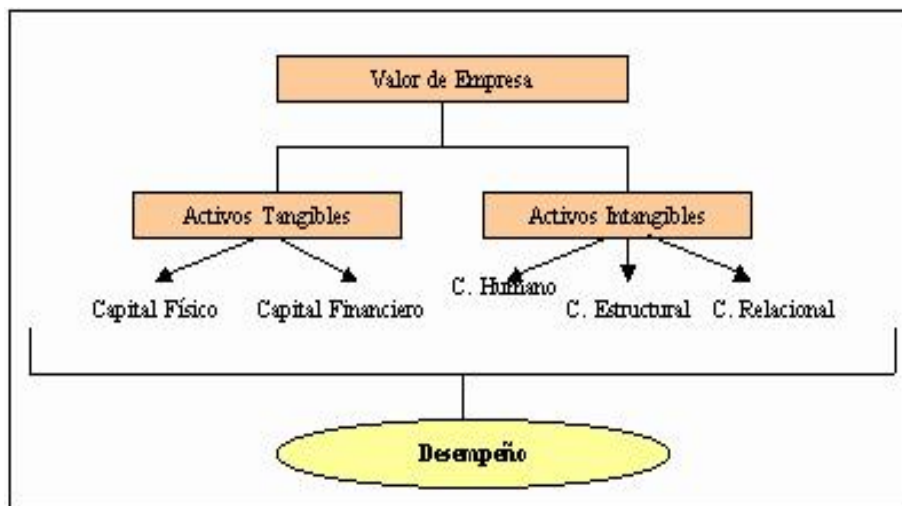 Valor de Empresa
Activos Tangibles
Activos Intangibles
Capital Físico
Capital Financiero
C. Humano
C. Estructural
C. Relacional
Desempeño